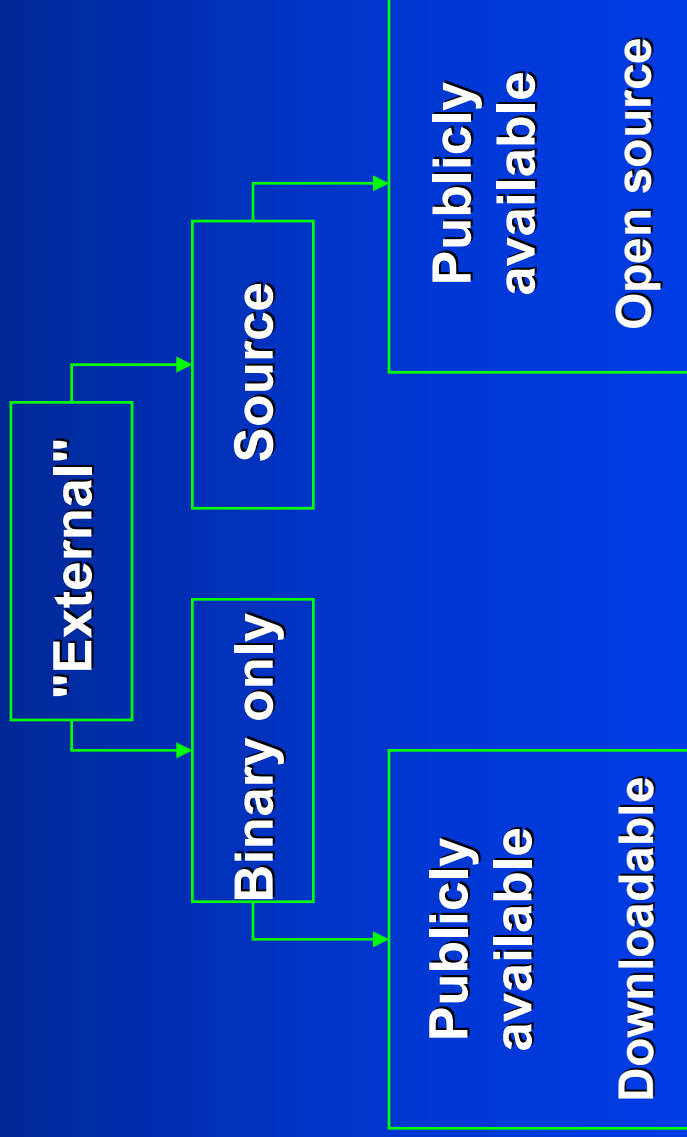 "External"
Binary only
Source
Publicly
available
Downloadable
Publicly
available
Open source